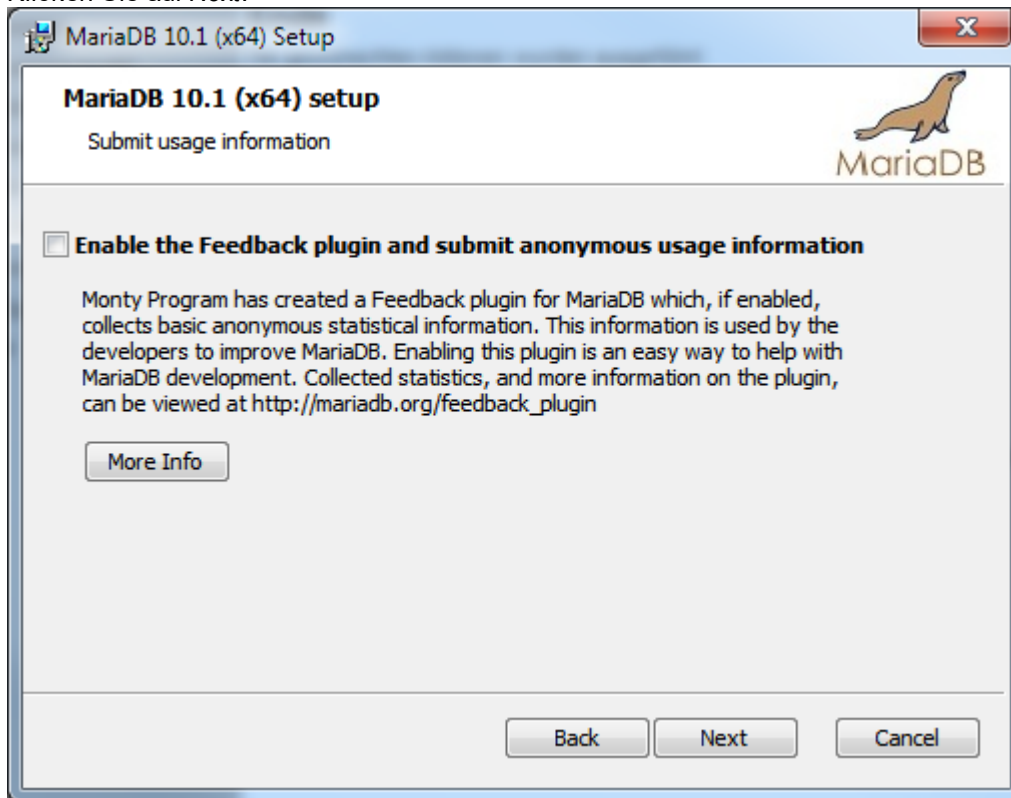 Klicken Sie auf Next.
MariaDB 10.1 (x64) Setup
MariaDB 10.1 (x64) setup
Submit usage information
MariaDB
Enable the Feedback plugin and submit anonymous usage information
Monty Program has created a Feedback plugin for MariaDB which, if enabled,
collects basic anonymous statistical information. This information is used by the
developers to improve MariaDB. Enabling this plugin is an easy way to help with
MariaDB development. Collected statistics, and more information on the plugin,
can be viewed at http://mariadb.org/feedback_plugin
More Info
Back Next Cancel